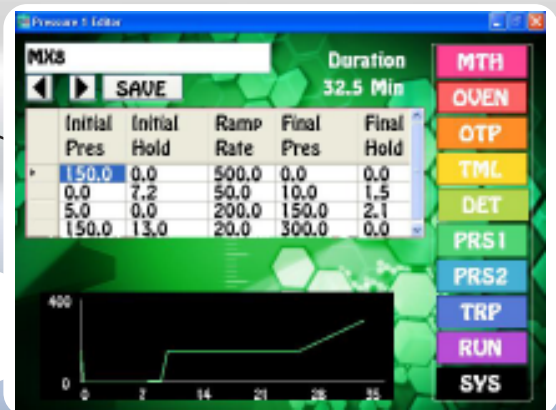 Pressure 1 Editor
MX8
Duration
32.5 Min
SAVE
Initial Pres Initial Hold Ramp Rate Final Pres Final Hold
150.0 0.0 500.0 0.0 0.0
0.0 7.2 50.0 10.0 1.5
5.0 0.0 200.0 150.0 2.1
150.0 13.0 20.0 300.0 0.0
400
0
0 7 14 21 28 35
MTH
OVEN
OTP
TML
DET
PRS1
PRS2
TRP
RUN
SYS